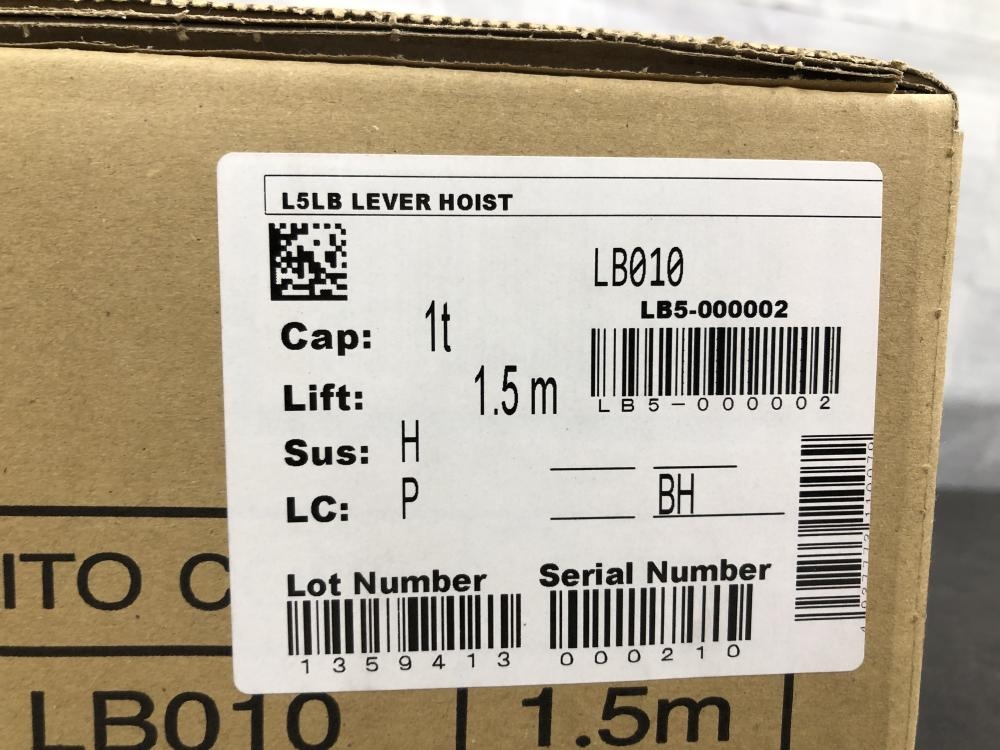 L5LB LEVER HOIST
LB010
LB5-000002
LB5-000002
Cap: 1t
Lift: 1.5 m
Sus: H
LC: P BH
Lot Number
1359413
Serial Number
000210
ITO C
LB010 1.5m